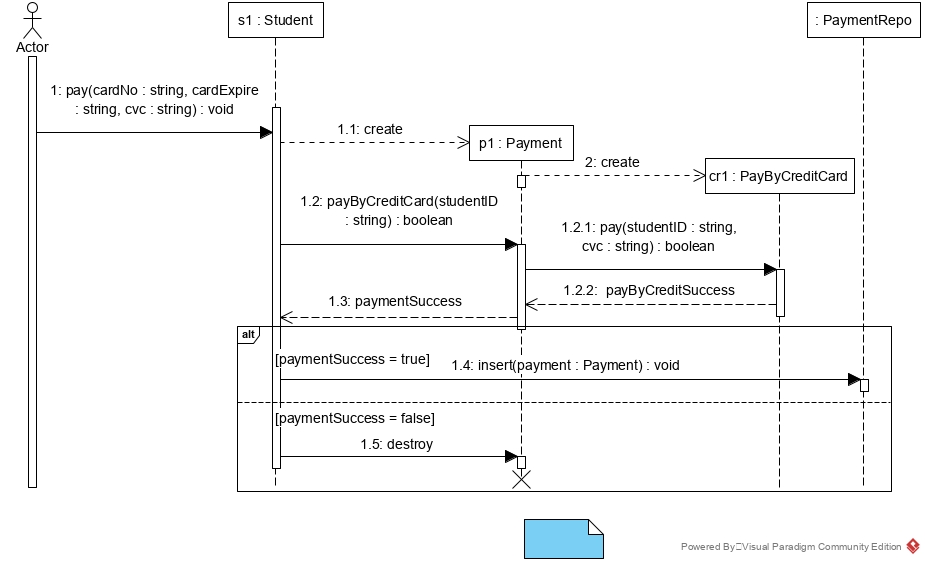 s1 : Student
: PaymentRepo
Actor
1: pay(cardNo : string, cardExpire
: string, cvc : string) : void
1.1: create
p1 : Payment
2: create
cr1 : PayByCreditCard
1.2: payByCreditCard(studentID
: string) : boolean
1.2.1: pay(studentID : string,
cvc : string) : boolean
1.2.2: payByCreditSuccess
1.3: paymentSuccess
alt
[paymentSuccess = true]
1.4: insert(payment : Payment) : void
[paymentSuccess = false]
1.5: destroy
Powered By Visual Paradigm Community Edition